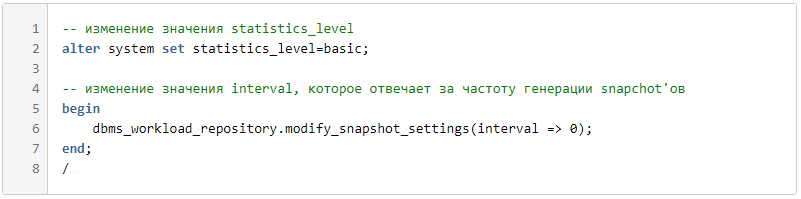 1 -- изменение значения statistics_level
2 alter system set statistics_level=basic;
3
4 -- изменение значения interval, которое отвечает за частоту генерации snapchot'ов
5 begin
6 dbms_workload_repository.modify_snapshot_settings(interval => 0);
7 end;
8 /